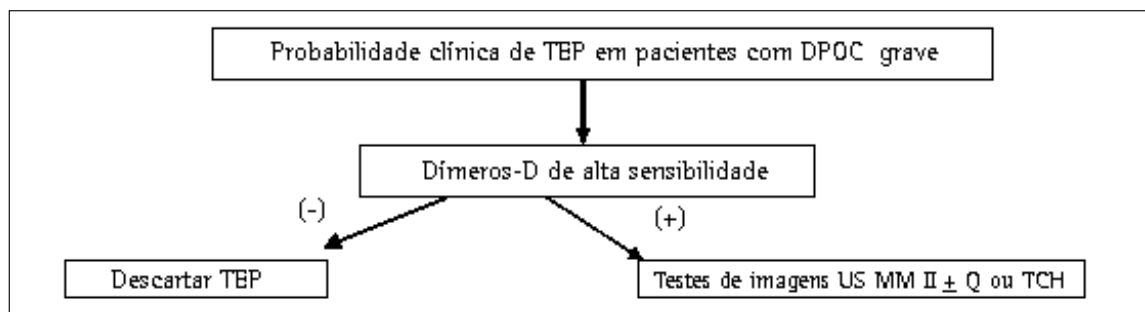 Probabilidade clínica de TEP em pacientes com DPOC grave
Dímeros-D de alta sensibilidade
(-)
(+)
Descartar TEP
Testes de imagens US MM II ± Q ou TCH